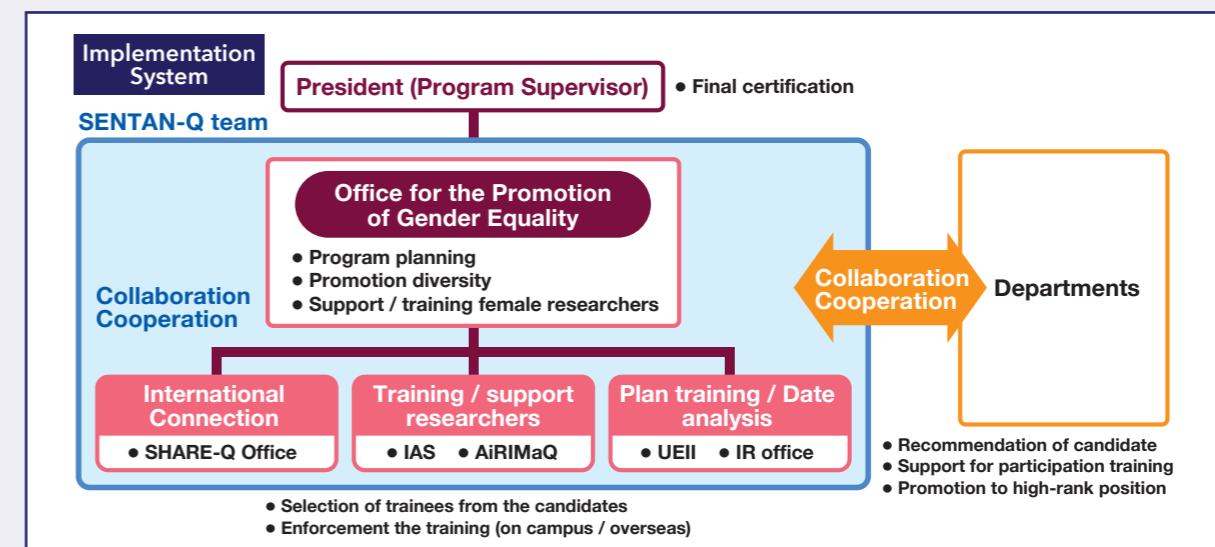 Implementation
System
President (Program Supervisor)
● Final certification
SENTAN-Q team
Office for the Promotion
of Gender Equality
● Program planning
● Promotion diversity
● Support / training female researchers
Collaboration
Cooperation
International
Connection
● SHARE-Q Office
Training / support
researchers
● IAS ● AiRIMaQ
Plan training / Date
analysis
● UEII ● IR office
● Selection of trainees from the candidates
● Enforcement the training (on campus / overseas)
Collaboration
Cooperation
Departments
● Recommendation of candidate
● Support for participation training
● Promotion to high-rank position